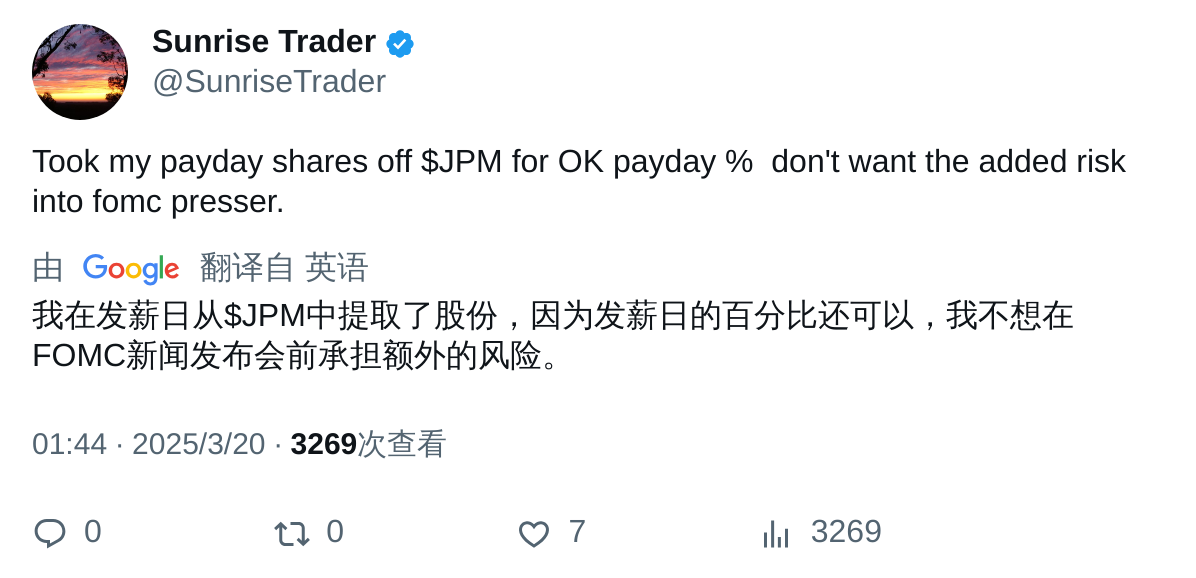 Sunrise Trader
@SunriseTrader
Took my payday shares off $JPM for OK payday %  don't want the added risk
into fomc presser.
由 Google 翻译自 英语
我在发薪日从$JPM中提取了股份，因为发薪日的百分比还可以，我不想在
FOMC新闻发布会前承担额外的风险。
01:44 · 2025/3/20 · 3269次查看
0 0 7 3269